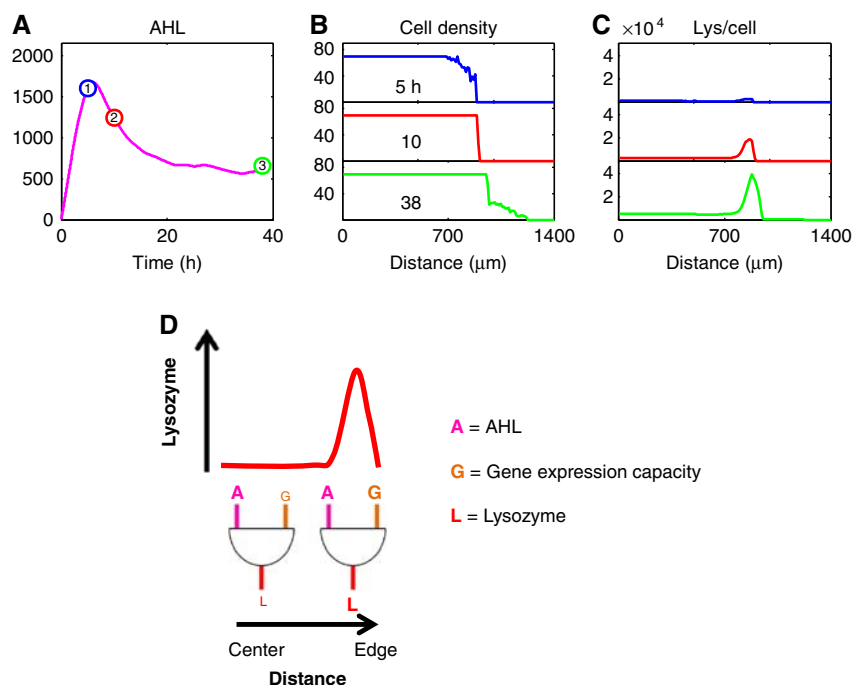 A
AHL
2000
1500
1000
500
0
1
2
3
0 20 40
Time (h)
B
Cell density
80
40
5 h
80
40
10
80
40
38
0 700 1400
Distance (μm)
C
×10⁴ Lys/cell
4
2
4
2
4
2
0 700 1400
Distance (μm)
D
Lysozyme
A G A G
L L
Center Edge
Distance
A = AHL
G = Gene expression capacity
L = Lysozyme